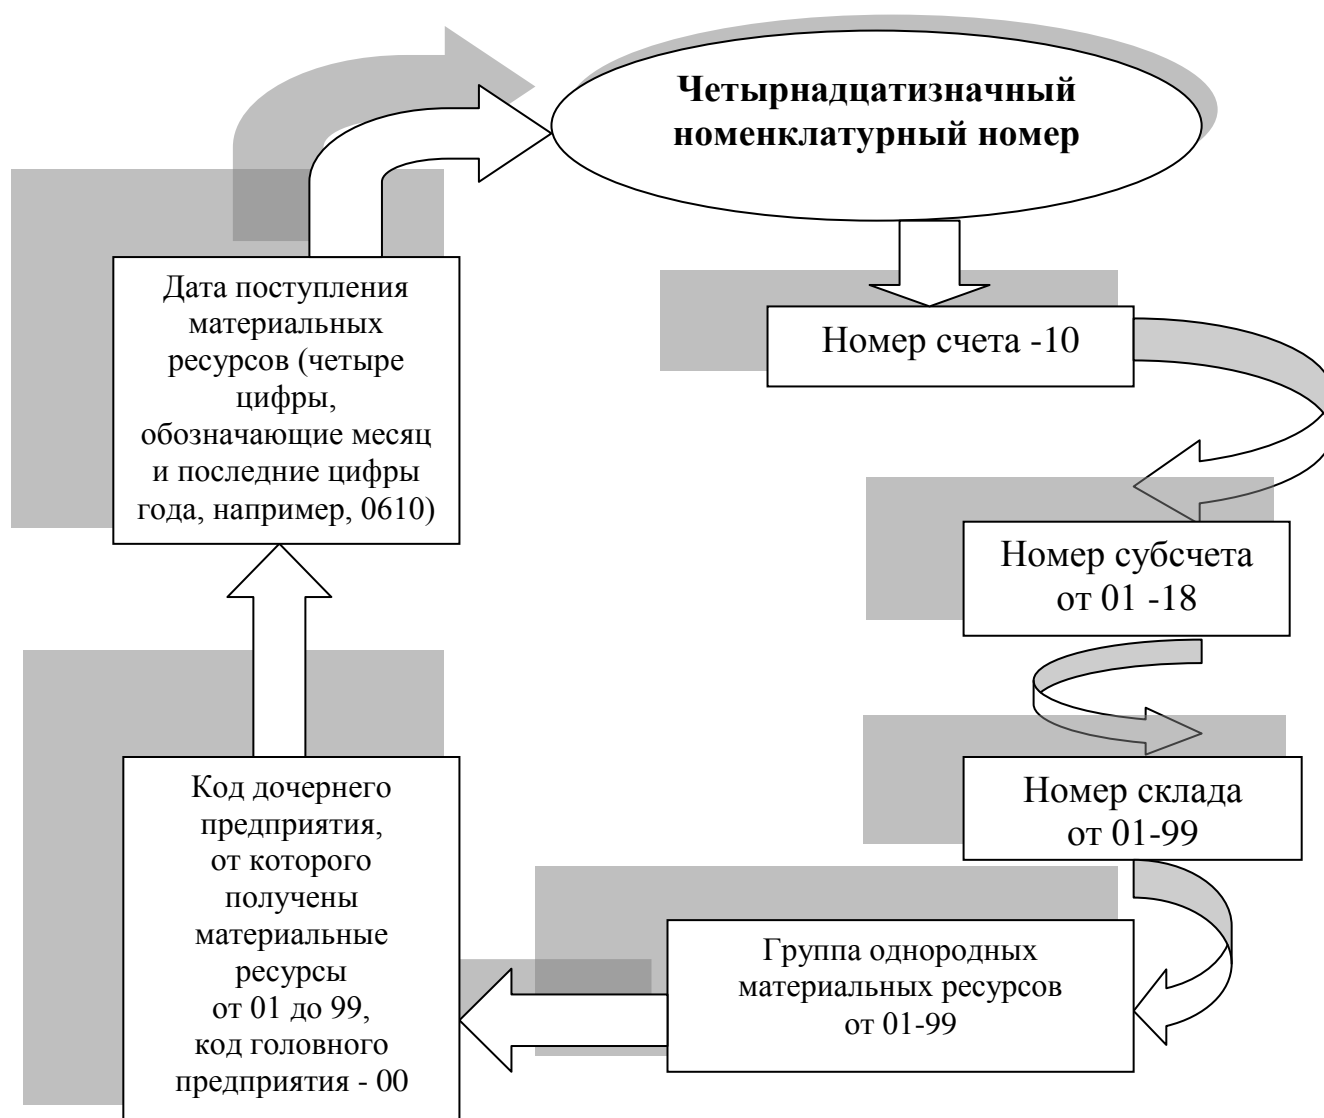 Четырнадцатизначный
номенклатурный номер
Номер счета -10
Номер субсчета
от 01 -18
Номер склада
от 01-99
Группа однородных
материальных ресурсов
от 01-99
Код дочернего
предприятия,
от которого
получены
материальные
ресурсы
от 01 до 99,
код головного
предприятия - 00
Дата поступления
материальных
ресурсов (четыре
цифры,
обозначающие месяц
и последние цифры
года, например, 0610)